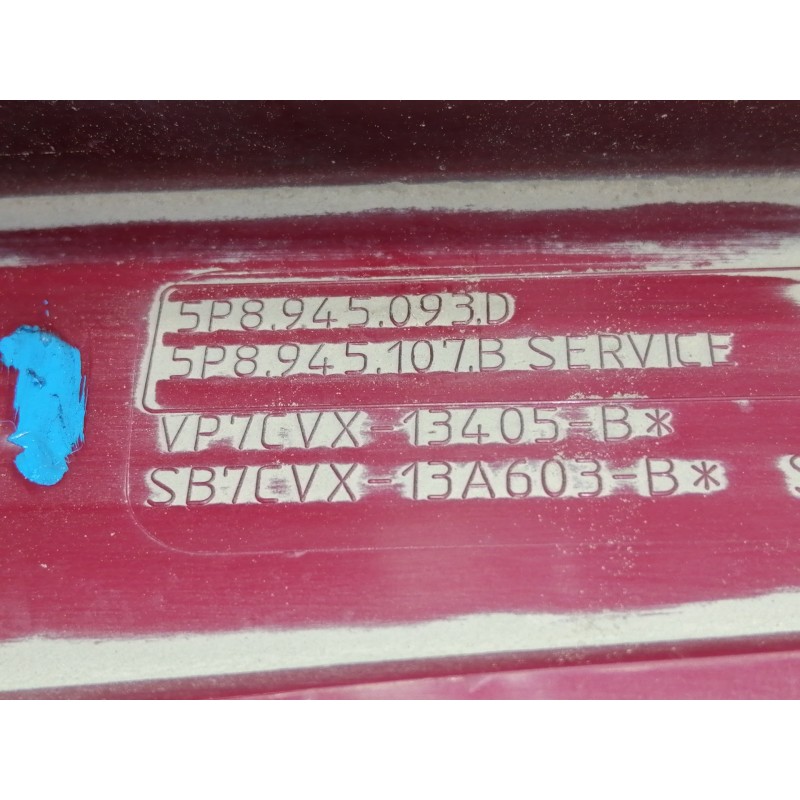 5P8.945.093.D
5P8.945.107.B SERVICE
VP7CVX-13405-B*
SB7CVX-13A603-B*